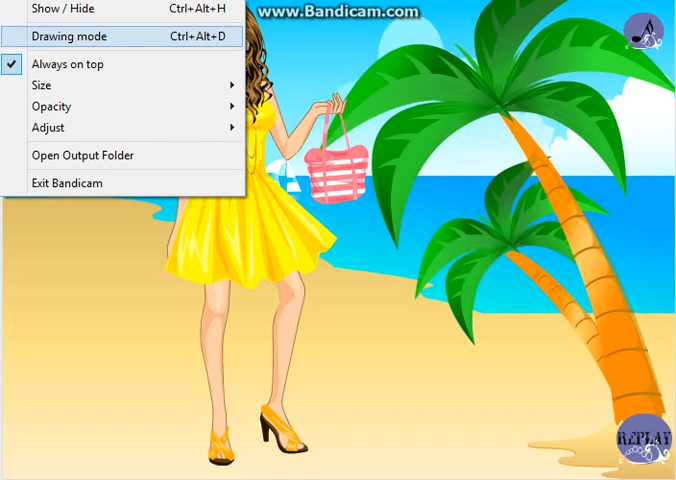 www.Bandicam.com
Show / Hide Ctrl+Alt+H
Drawing mode Ctrl+Alt+D
Always on top
Size
Opacity
Adjust
Open Output Folder
Exit Bandicam
REPLAY